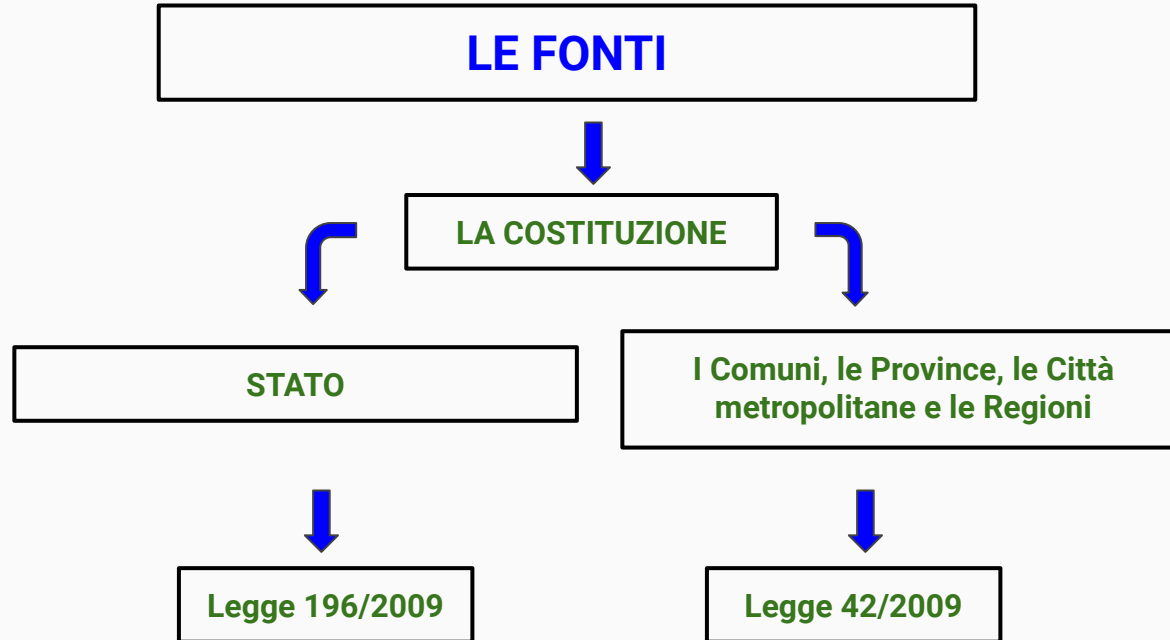 LE FONTI
LA COSTITUZIONE
STATO
I Comuni, le Province, le Città
metropolitane e le Regioni
Legge 196/2009
Legge 42/2009